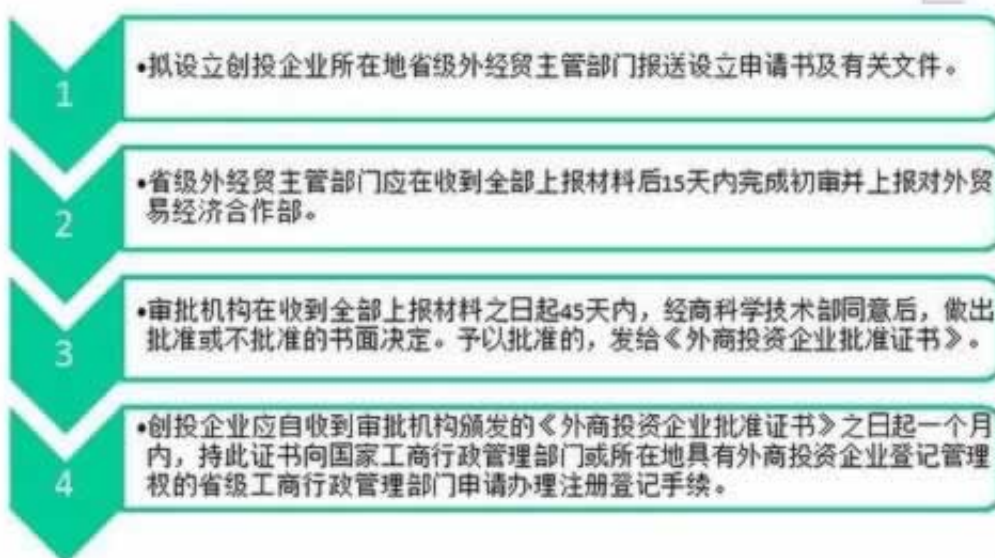 1
•拟设立创投企业所在地省级外经贸主管部门报送设立申请书及有关文件。
2
•省级外经贸主管部门应在收到全部上报材料后15天内完成初审并上报对外贸
易经济合作部。
3
•审批机构在收到全部上报材料之日起45天内，经商科学技术部同意后，做出
批准或不批准的书面决定。予以批准的，发给《外商投资企业批准证书》。
4
•创投企业应自收到审批机构颁发的《外商投资企业批准证书》之日起一个月
内，持此证书向国家工商行政管理部门或所在地具有外商投资企业登记管理
权的省级工商行政管理部门申请办理注册登记手续。